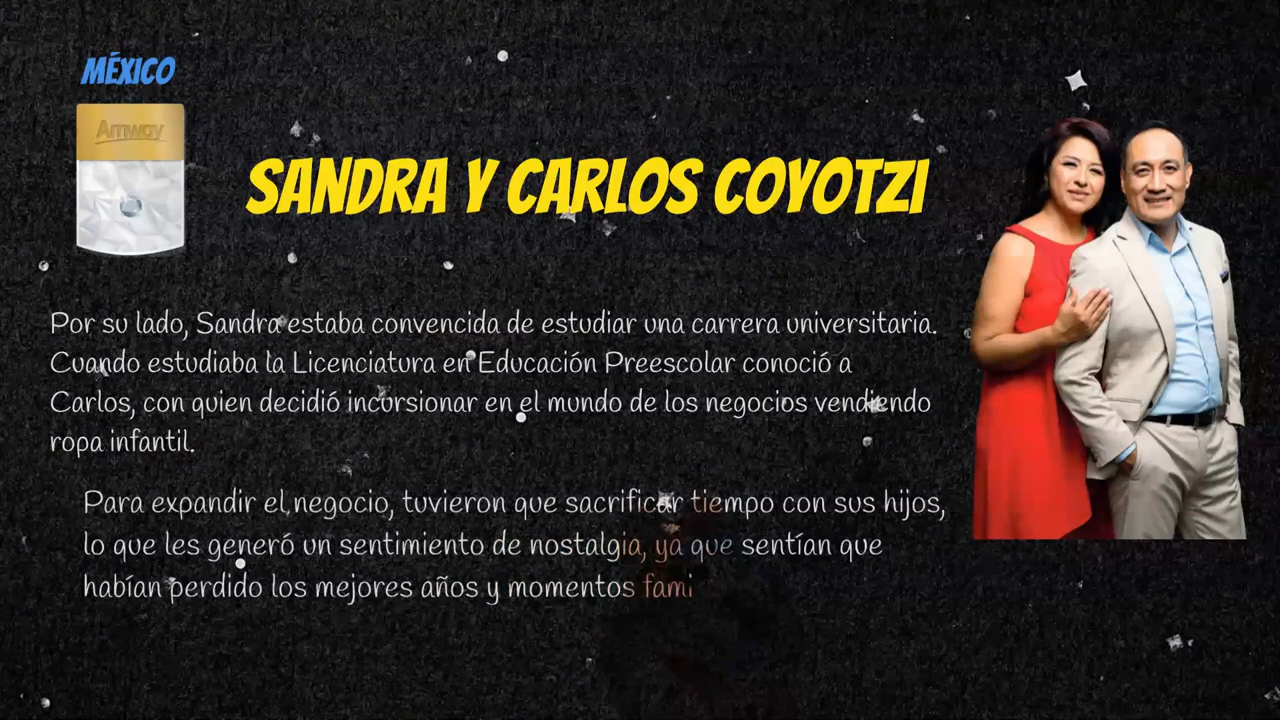 MÉXICO
Amway
SANDRA Y CARLOS COYOTZI
Por su lado, Sandra estaba convencida de estudiar una carrera universitaria.
Cuando estudiaba la Licenciatura en Educación Preescolar conoció a
Carlos, con quien decidió incursionar en el mundo de los negocios vendiendo
ropa infantil.
Para expandir el negocio, tuvieron que sacrificar tiempo con sus hijos,
lo que les generó un sentimiento de nostalgia, ya que sentían que
habían perdido los mejores años y momentos fami